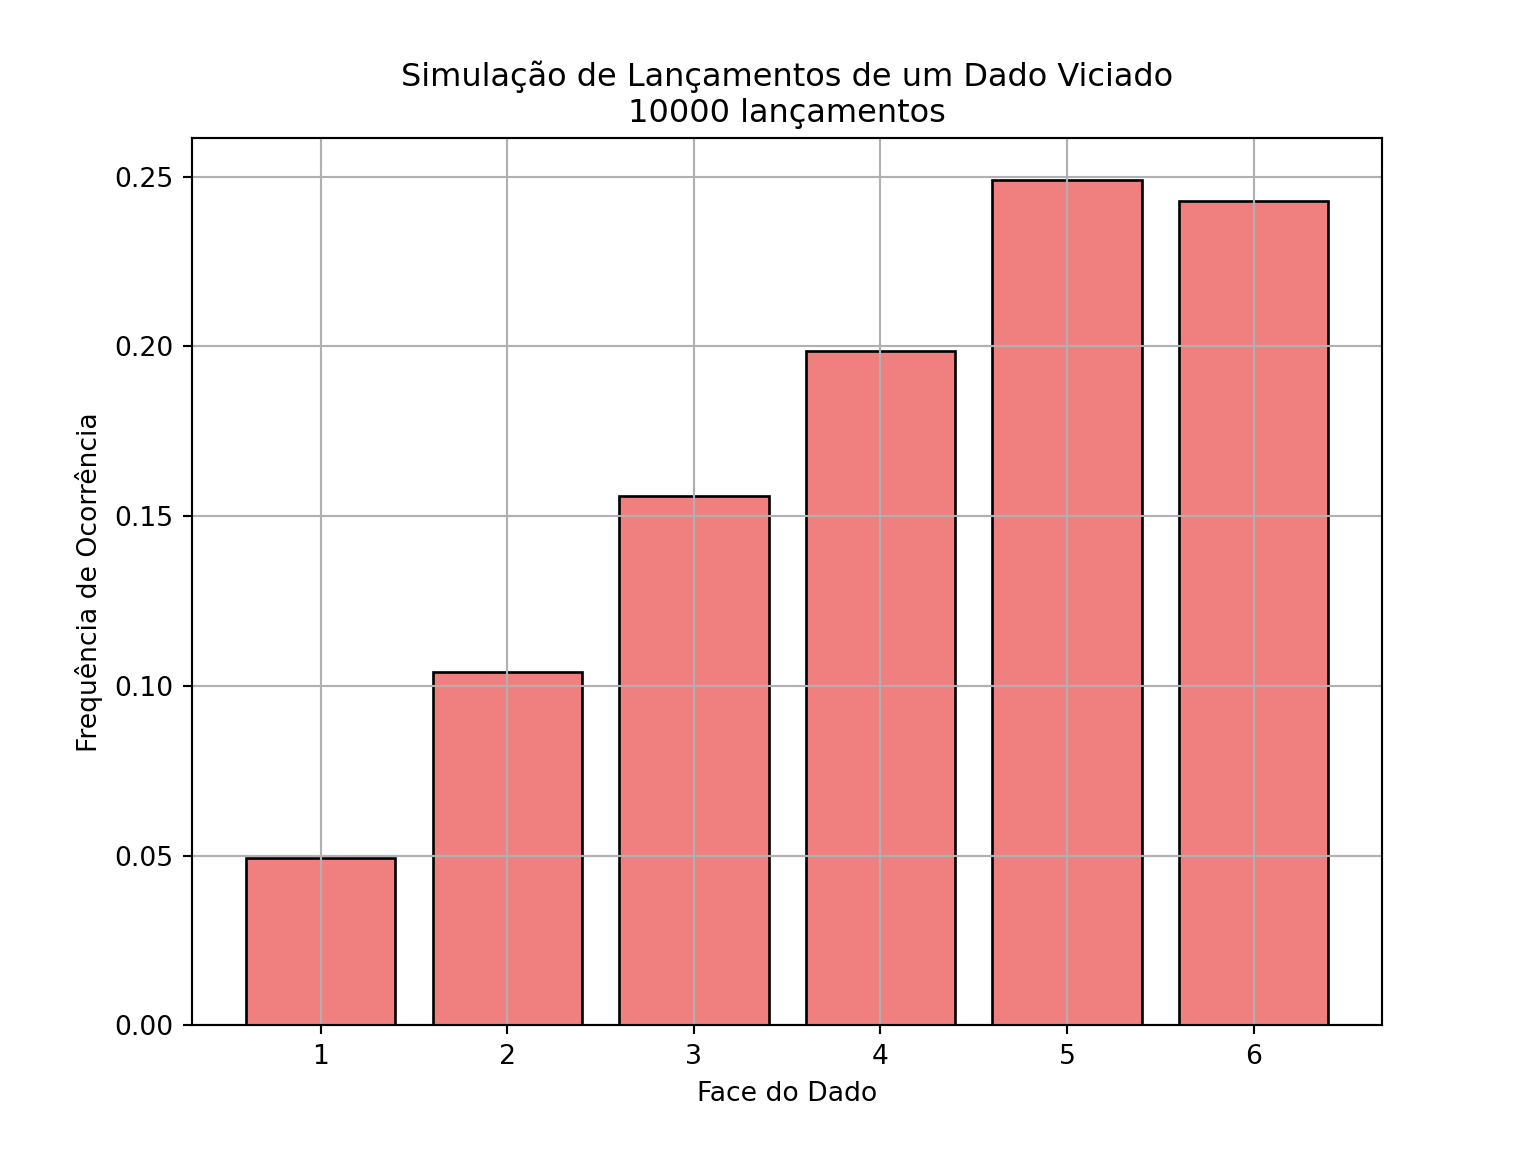 Simulação de Lançamentos de um Dado Viciado
10000 lançamentos
Frequência de Ocorrência
0.25
0.20
0.15
0.10
0.05
0.00
1 2 3 4 5 6
Face do Dado